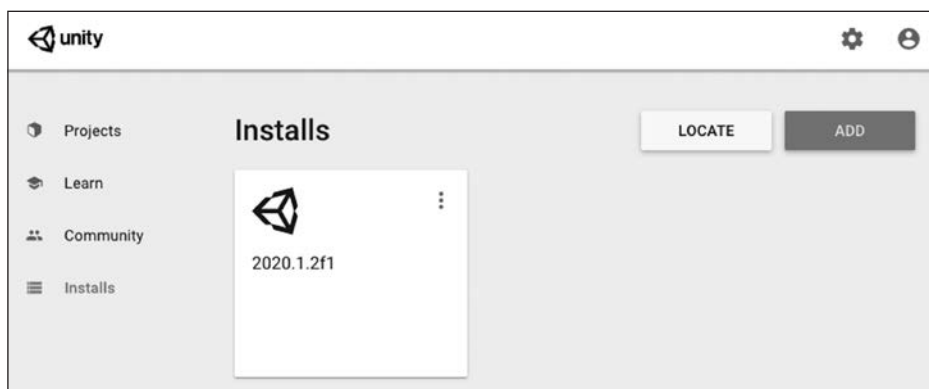 unity
Projects
Installs
LOCATE
ADD
Learn
Community
2020.1.2f1
Installs